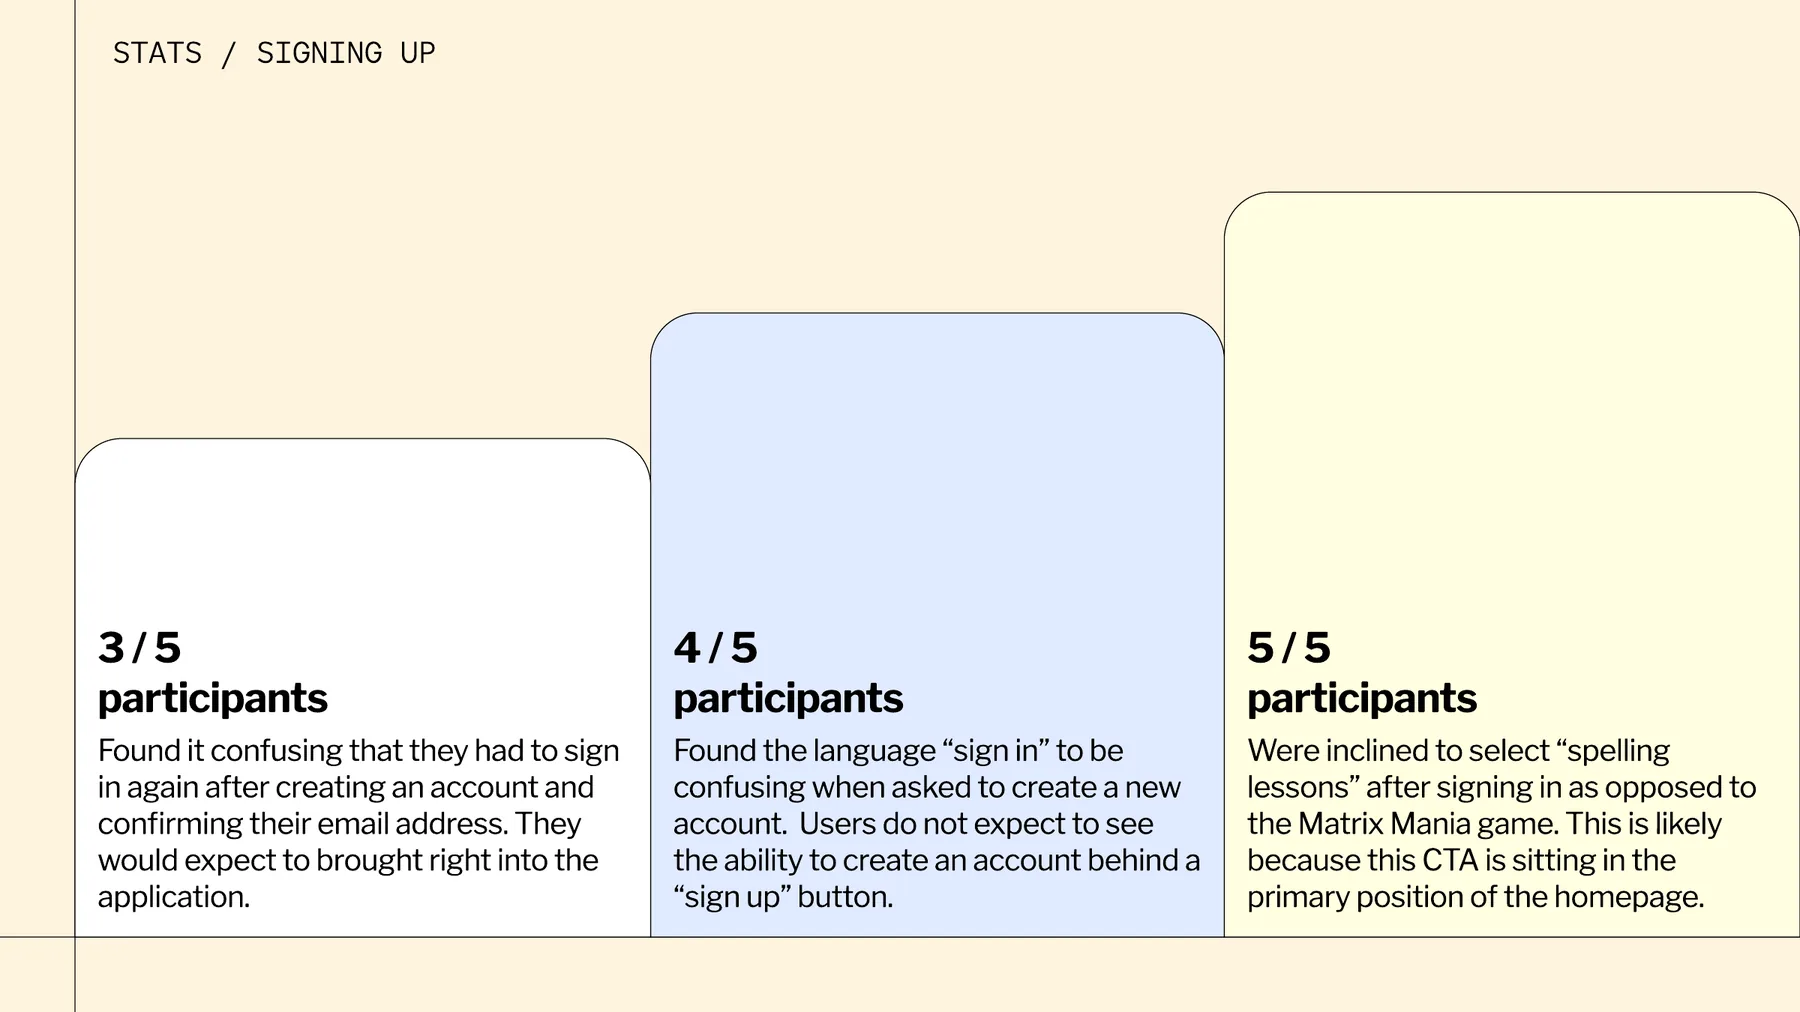 STATS / SIGNING UP
3 / 5
participants
Found it confusing that they had to sign
in again after creating an account and
confirming their email address. They
would expect to brought right into the
application.
4 / 5
participants
Found the language “sign in” to be
confusing when asked to create a new
account.  Users do not expect to see
the ability to create an account behind a
“sign up” button.
5 / 5
participants
Were inclined to select “spelling
lessons” after signing in as opposed to
the Matrix Mania game. This is likely
because this CTA is sitting in the
primary position of the homepage.